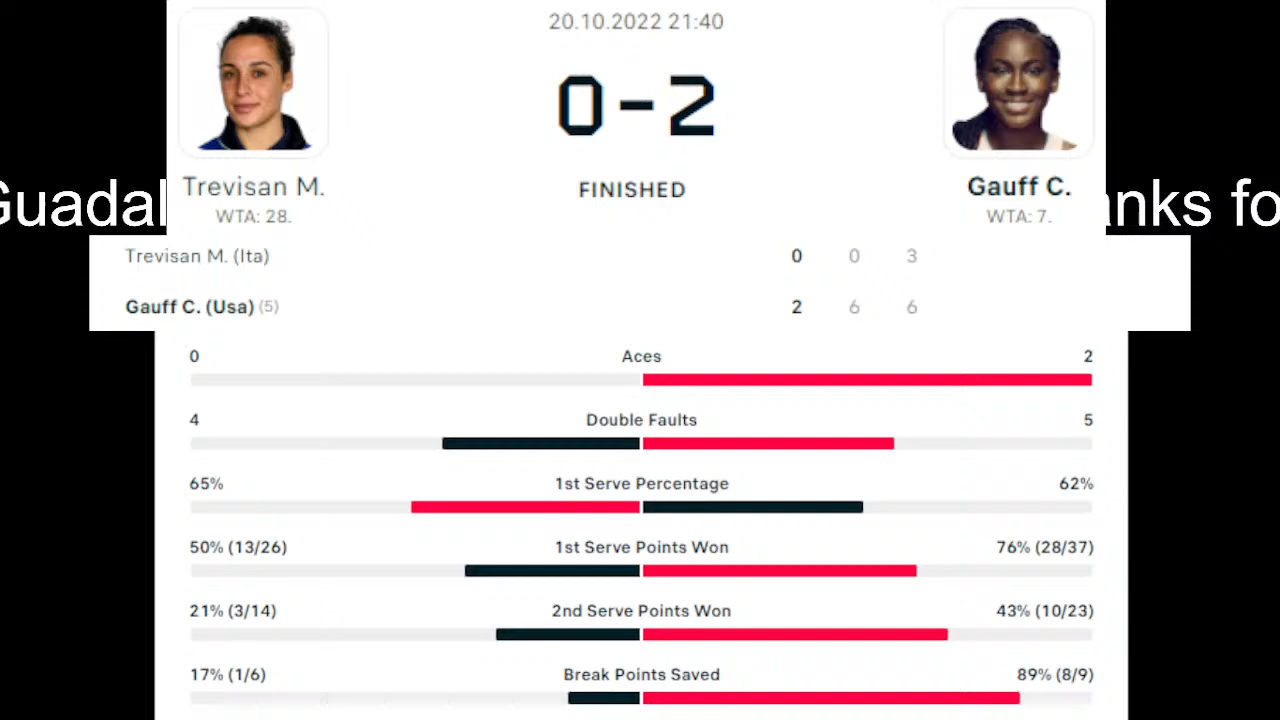 20.10.2022 21:40
0-2
Trevisan M.
FINISHED
Gauff C.
WTA: 28.
WTA: 7.
Guadal
anks fo
Trevisan M. (Ita) 0 0 3
Gauff C. (Usa) (5) 2 6 6
0 Aces 2
4 Double Faults 5
65% 1st Serve Percentage 62%
50% (13/26) 1st Serve Points Won 76% (28/37)
21% (3/14) 2nd Serve Points Won 43% (10/23)
17% (1/6) Break Points Saved 89% (8/9)